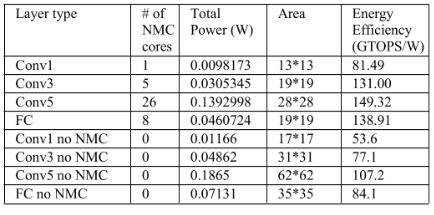 Layer type # of NMC cores Total Power (W) Area Energy Efficiency (GTOPS/W)
Conv1 1 0.0098173 13*13 81.49
Conv3 5 0.0305345 19*19 131.00
Conv5 26 0.1392998 28*28 149.32
FC 8 0.0460724 19*19 138.91
Conv1 no NMC 0 0.01166 17*17 53.6
Conv3 no NMC 0 0.04862 31*31 77.1
Conv5 no NMC 0 0.1865 62*62 107.2
FC no NMC 0 0.07131 35*35 84.1